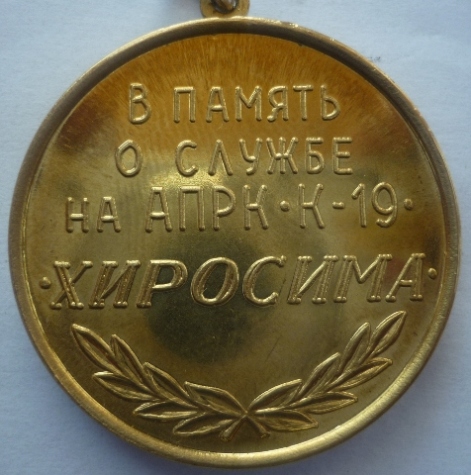 В ПАМЯТЬ
О СЛУЖБЕ
НА АПРК·К-19·
·ХИРОСИМА·